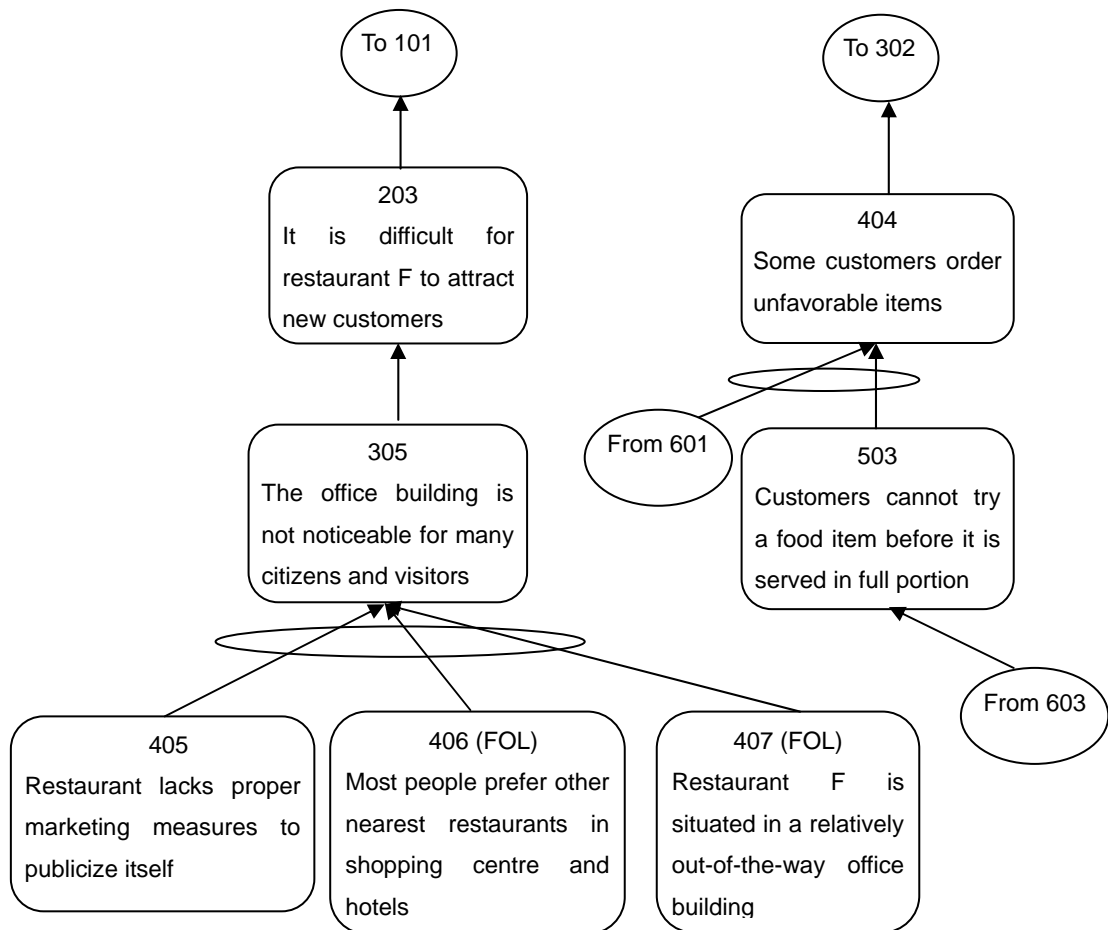 To 101
To 302
203
It is difficult for
restaurant F to attract
new customers
404
Some customers order
unfavorable items
From 601
305
The office building is
not noticeable for many
citizens and visitors
503
Customers cannot try
a food item before it is
served in full portion
From 603
405
Restaurant lacks proper
marketing measures to
publicize itself
406 (FOL)
Most people prefer other
nearest restaurants in
shopping centre and
hotels
407 (FOL)
Restaurant F is
situated in a relatively
out-of-the-way office
building